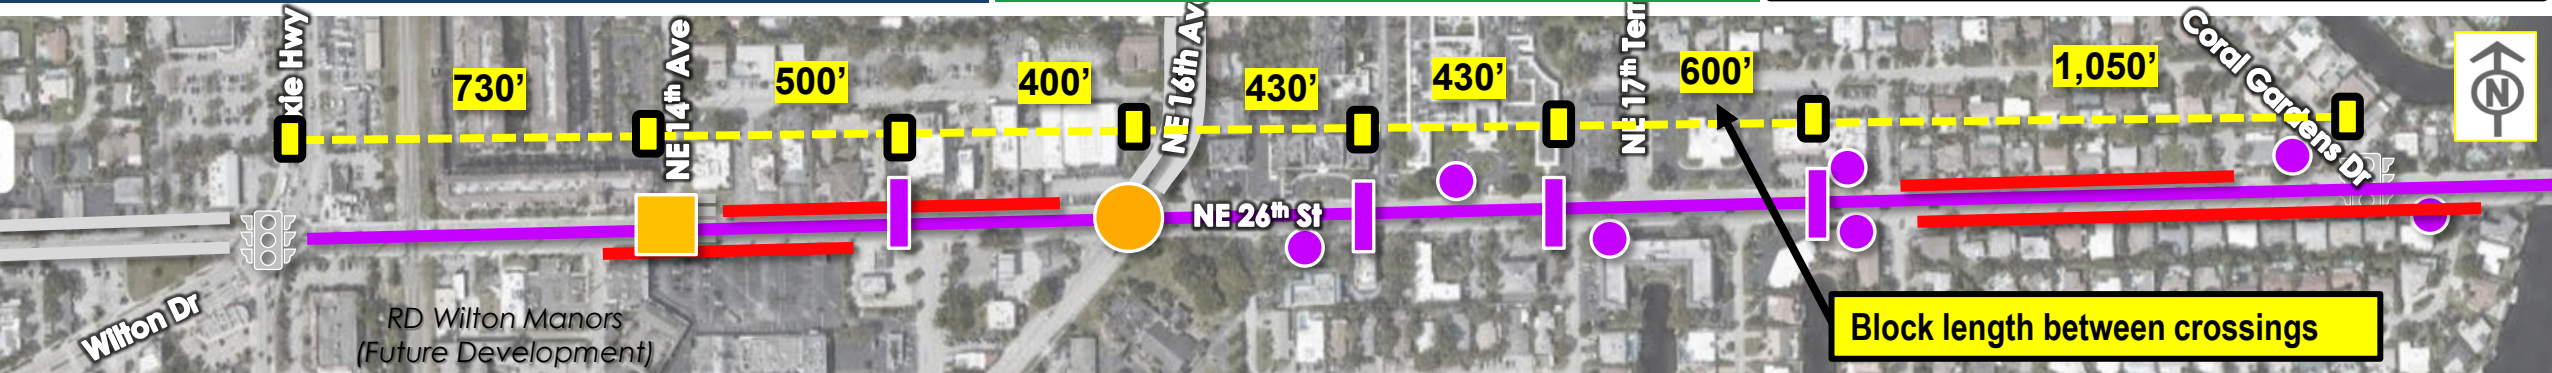 xie Hwy
730’
NE 14th Ave
500’
400’
NE 16th Ave
430’
430’
NE 17th Terr
600’
1,050’
Coral Gardens Dr
N
NE 26th St
Wilton Dr
RD Wilton Manors
(Future Development)
Block length between crossings